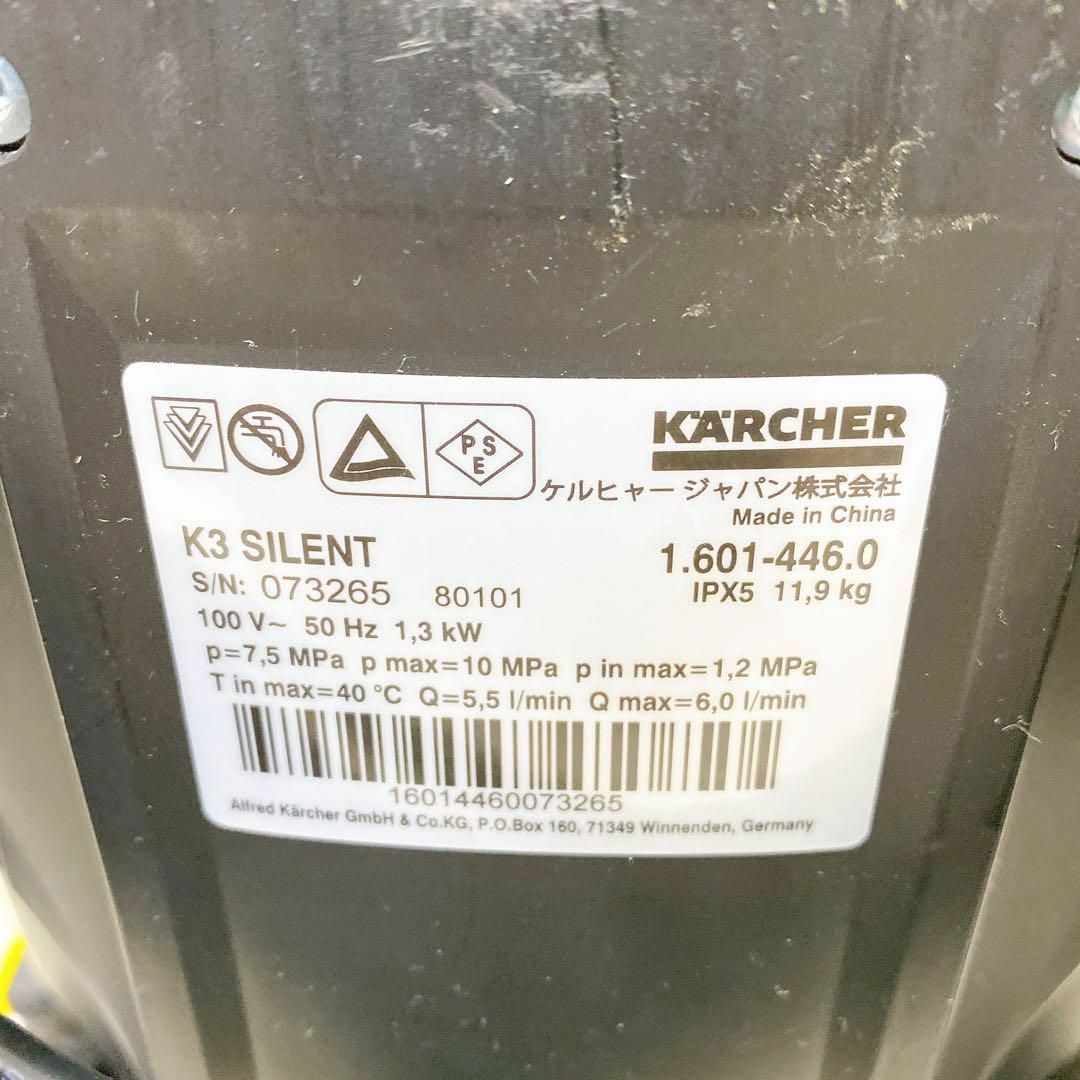 P S
E
KÄRCHER
ケルヒャー ジャパン株式会社
Made in China
K3 SILENT 1.601-446.0
S/N: 073265 80101 IPX5 11,9 kg
100 V~ 50 Hz 1,3 kW
p=7,5 MPa p max=10 MPa p in max=1,2 MPa
T in max=40 °C Q=5,5 l/min Q max=6,0 l/min
16014460073265
Alfred Kärcher GmbH & Co.KG, P.O.Box 160, 71349 Winnenden, Germany